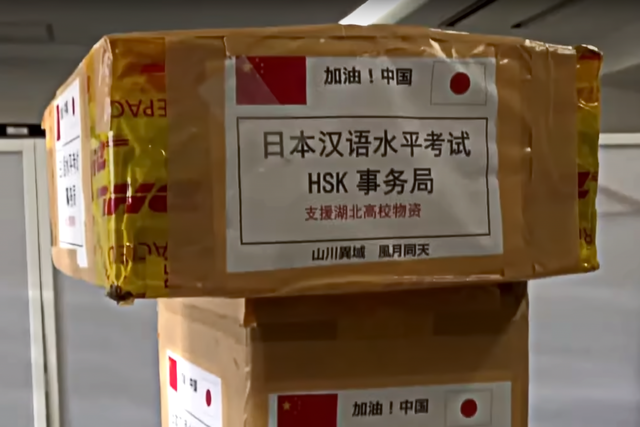 加油！中国
日本汉语水平考试
HSK 事务局
支援湖北高校物资
山川異域 風月同天
加油！中国